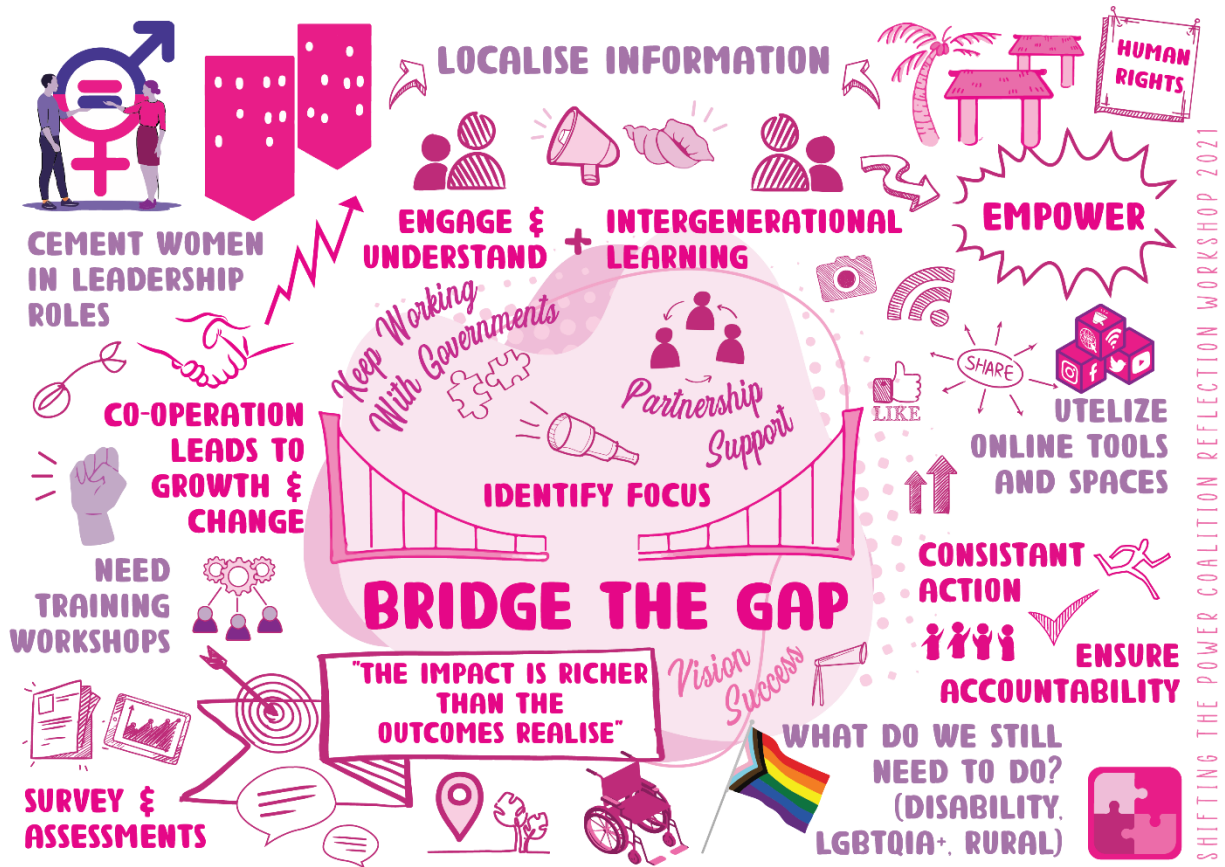 LOCALISE INFORMATION
HUMAN
RIGHTS
EMPOWER
CEMENT WOMEN
IN LEADERSHIP
ROLES
ENGAGE &
UNDERSTAND
+
INTERGENERATIONAL
LEARNING
Keep Working
With Governments
Partnership
Support
SHARE
LIKE
UTELIZE
ONLINE TOOLS
AND SPACES
CO-OPERATION
LEADS TO
GROWTH &
CHANGE
IDENTIFY FOCUS
BRIDGE THE GAP
NEED
TRAINING
WORKSHOPS
CONSISTANT
ACTION
ENSURE
ACCOUNTABILITY
"THE IMPACT IS RICHER
THAN THE
OUTCOMES REALISE"
Vision
Success
SURVEY &
ASSESSMENTS
WHAT DO WE STILL
NEED TO DO?
(DISABILITY,
LGBTQIA+, RURAL)
SHIFTING THE POWER COALITION REFLECTION WORKSHOP 2021